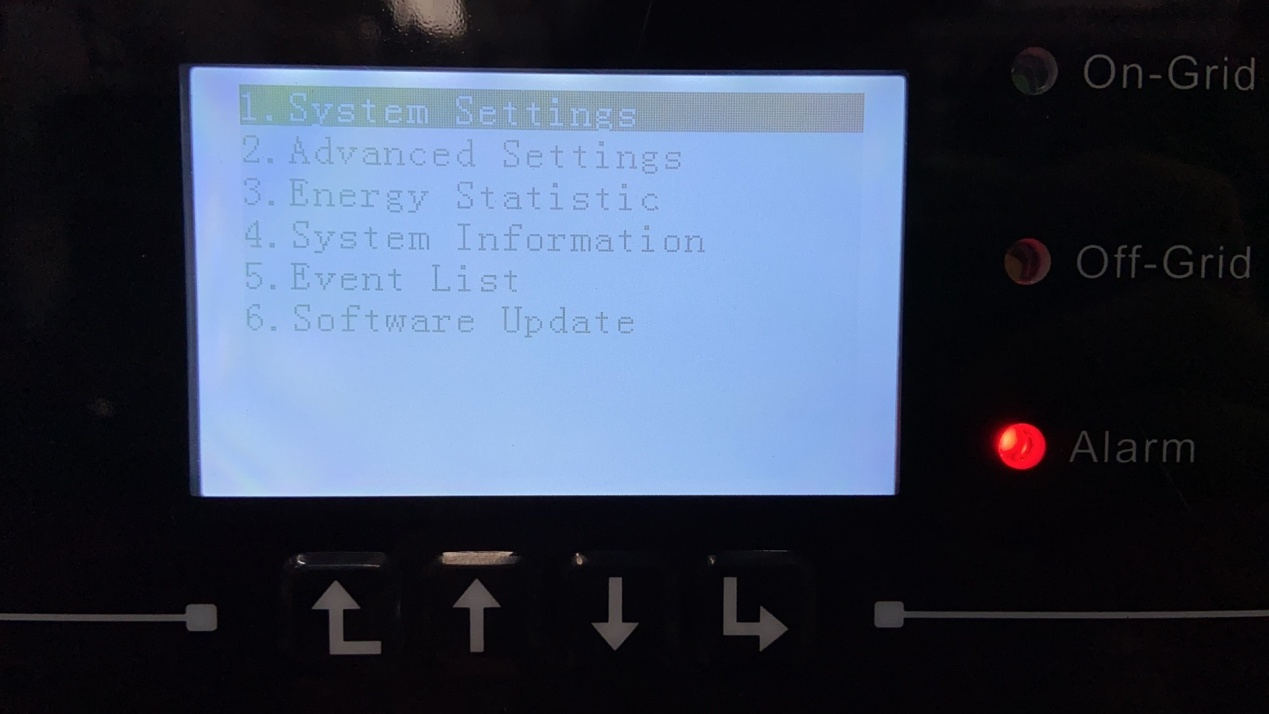 1.System Settings
2.Advanced Settings
3.Energy Statistic
4.System Information
5.Event List
6.Software Update
On-Grid
Off-Grid
Alarm